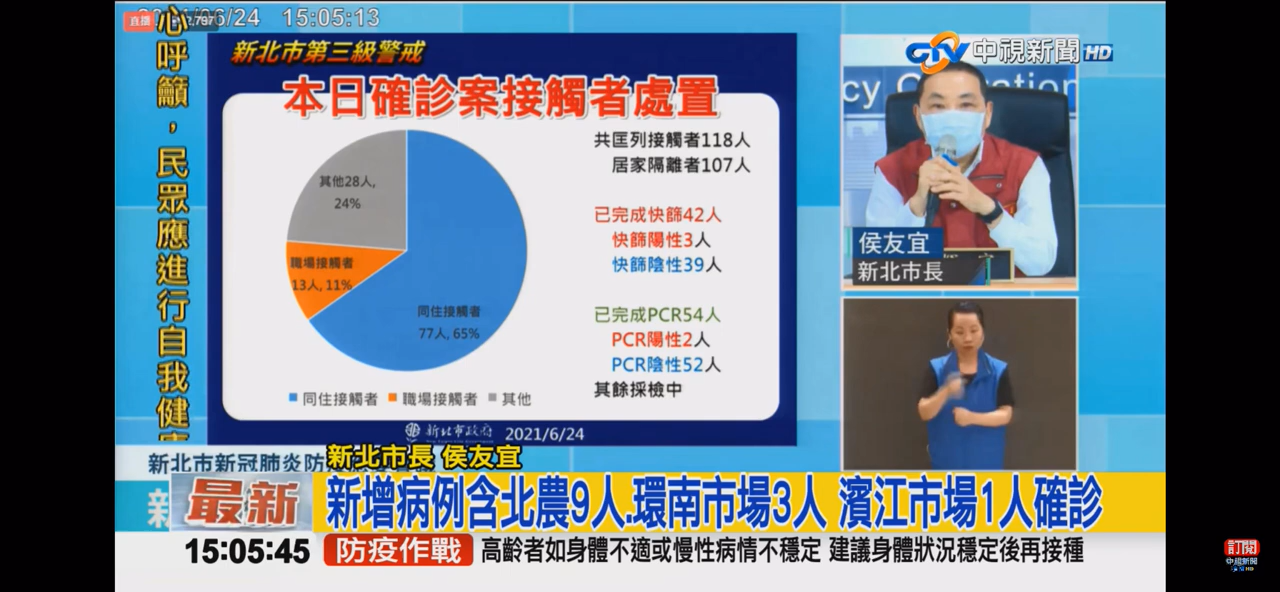 直播
24 15:05:13
心呼籲，民眾應進行自我健
新北市第三級警戒
本日確診案接觸者處置
其他28人,
24%
職場接觸者
13人, 11%
同住接觸者
77人, 65%
同住接觸者 職場接觸者 其他
共匡列接觸者118人
居家隔離者107人
已完成快篩42人
快篩陽性3人
快篩陰性39人
已完成PCR54人
PCR陽性2人
PCR陰性52人
其餘採檢中
新北市政府 2021/6/24
CTV中視新聞HD
cy O
侯友宜
新北市長
新北市新冠肺炎防
新北市長 侯友宜
最新
新增病例含北農9人.環南市場3人 濱江市場1人確診
15:05:45 防疫作戰 高齡者如身體不適或慢性病情不穩定 建議身體狀況穩定後再接種
訂閱
中視新聞
HD